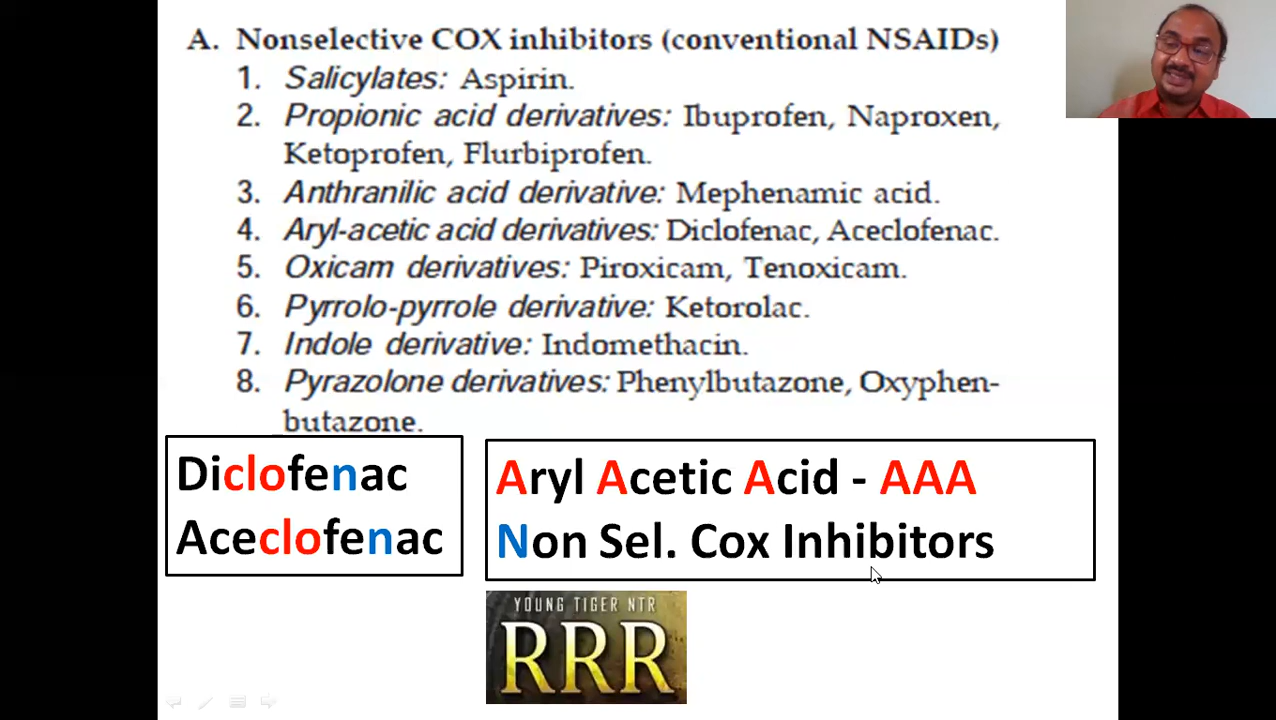 A. Nonselective COX inhibitors (conventional NSAIDs)
1. Salicylates: Aspirin.
2. Propionic acid derivatives: Ibuprofen, Naproxen,
Ketoprofen, Flurbiprofen.
3. Anthranilic acid derivative: Mephenamic acid.
4. Aryl-acetic acid derivatives: Diclofenac, Aceclofenac.
5. Oxicam derivatives: Piroxicam, Tenoxicam.
6. Pyrrolo-pyrrole derivative: Ketorolac.
7. Indole derivative: Indomethacin.
8. Pyrazolone derivatives: Phenylbutazone, Oxyphen-
butazone.
Diclofenac
Aceclofenac
Aryl Acetic Acid - AAA
Non Sel. Cox Inhibitors
YOUNG TIGER NTR
RRR